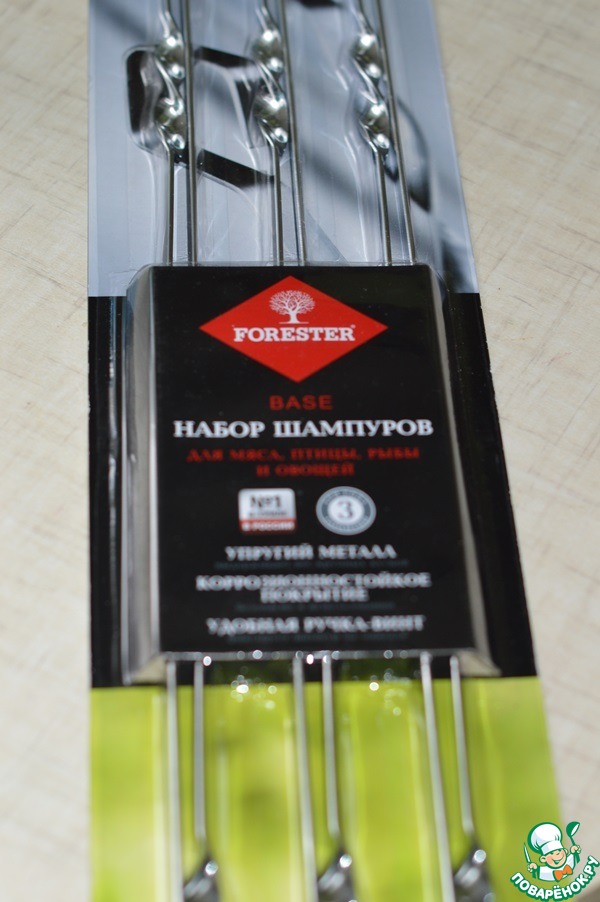 FORESTER
BASE
НАБОР ШАМПУРОВ
ДЛЯ МЯСА, ПТИЦЫ, РЫБЫ
И ОВОЩЕЙ
№1
В РОССИИ
3
УПРУГИЙ МЕТАЛЛ
КОРРОЗИОННОСТОЙКОЕ
ПОКРЫТИЕ
УДОБНАЯ РУЧКА-ВИНТ
ПОВАРЁНОК.РУ